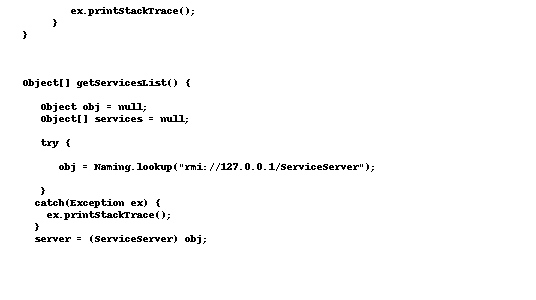 ex.printStackTrace();
}
}
Object[] getServicesList() {
Object obj = null;
Object[] services = null;
try {
obj = Naming.lookup("rmi://127.0.0.1/ServiceServer");
}
catch(Exception ex) {
ex.printStackTrace();
}
server = (ServiceServer) obj;